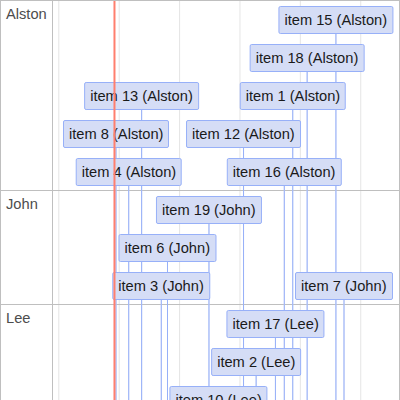 Alston
item 15 (Alston)
item 18 (Alston)
item 13 (Alston)
item 1 (Alston)
item 8 (Alston)
item 12 (Alston)
item 4 (Alston)
item 16 (Alston)
John
item 19 (John)
item 6 (John)
item 3 (John)
item 7 (John)
Lee
item 17 (Lee)
item 2 (Lee)
item 10 (Lee)